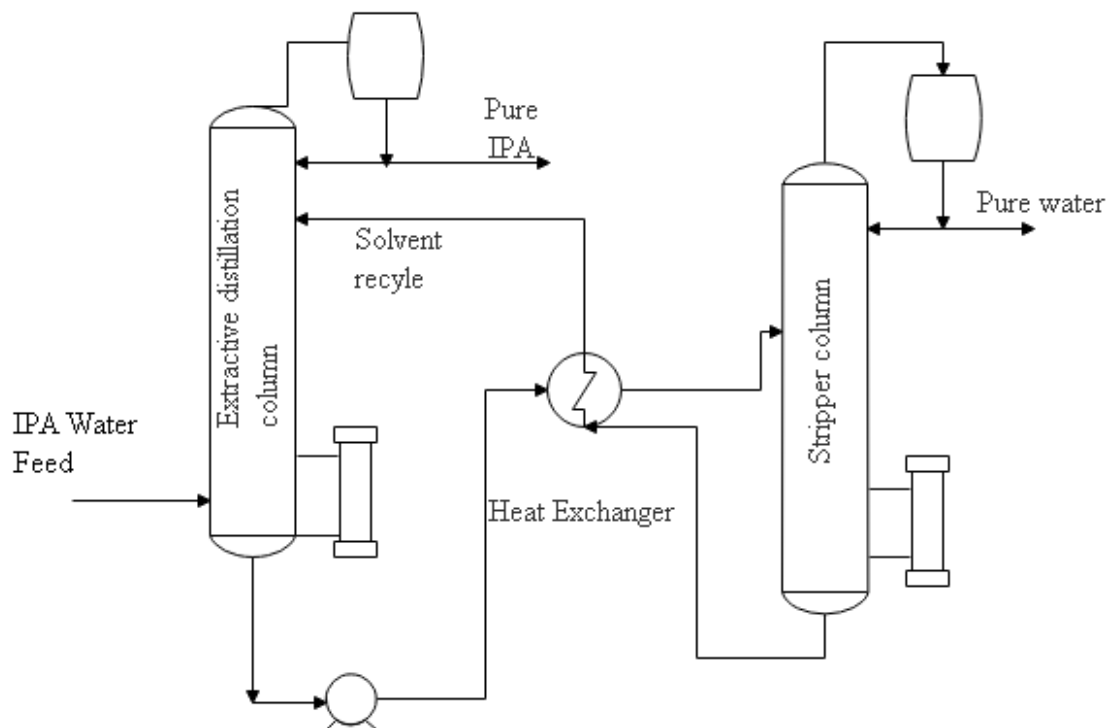 Pure
IPA
Pure water
Solvent
recyle
Extractive distillation
column
Stripper column
IPA Water
Feed
Heat Exchanger